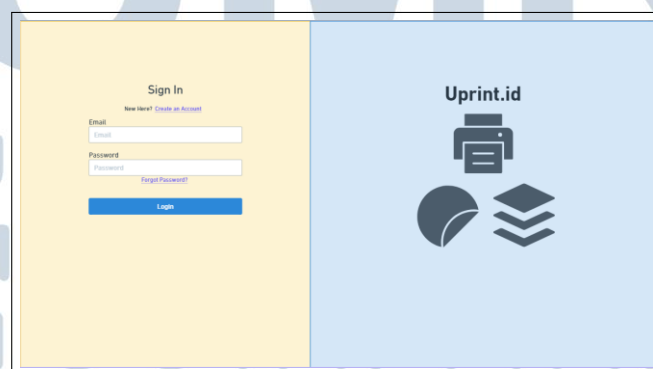 Sign In
New Here? Create an Account
Email
Email
Password
Password
Forgot Password?
Login
Uprint.id